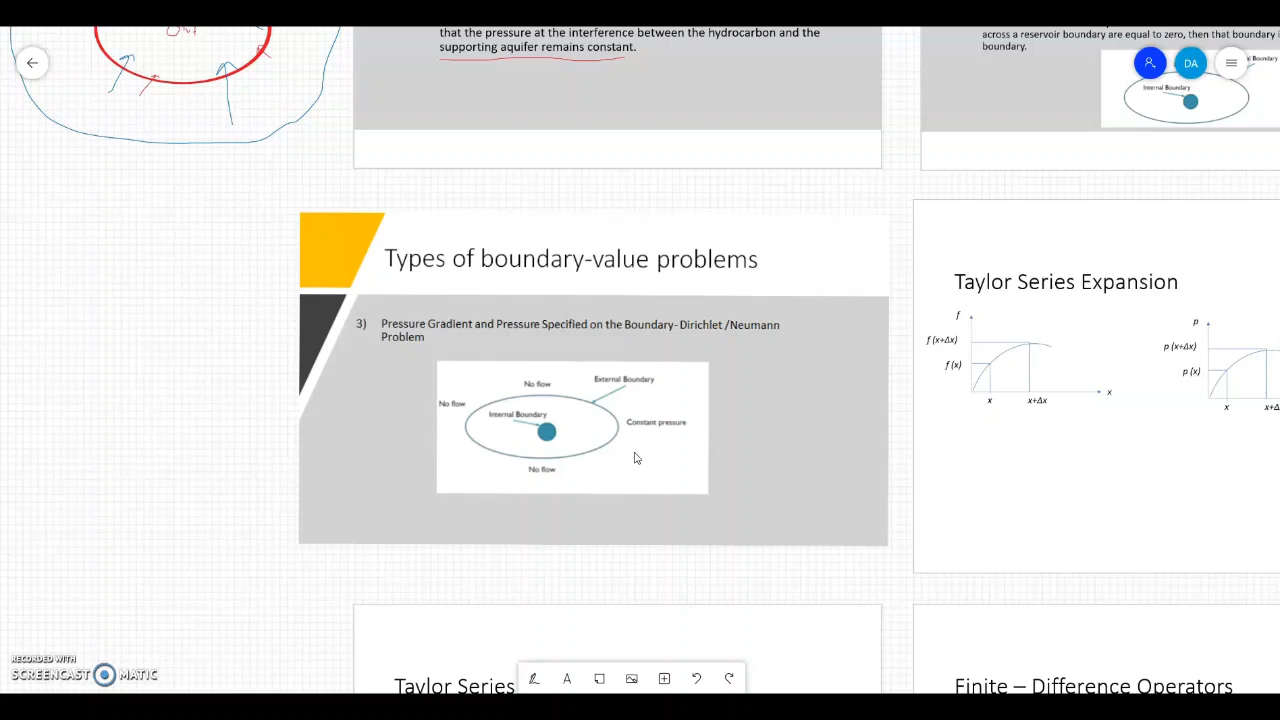 that the pressure at the interference between the hydrocarbon and the
supporting aquifer remains constant.
across a reservoir boundary are equal to zero, then that boundary i
boundary.
DA
al Boundary
Internal Boundary
Types of boundary-value problems
3) Pressure Gradient and Pressure Specified on the Boundary- Dirichlet /Neumann
Problem
No flow
External Boundary
No flow
Internal Boundary
Constant pressure
No flow
Taylor Series Expansion
f
f (x+Δx)
f (x)
x
x+Δx
x
p
p (x+Δx)
p (x)
x
x+Δ
Taylor Series
Finite – Difference Operators
RECORDED WITH
SCREENCAST MATIC
A